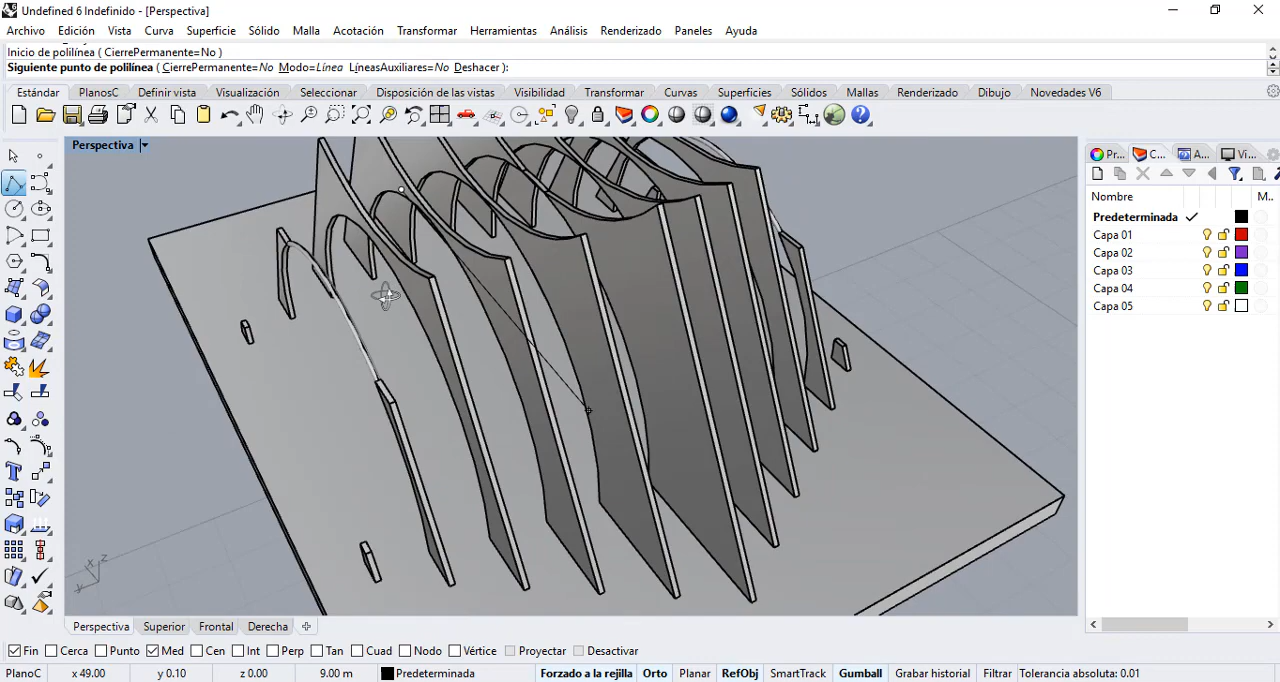 Undefined 6 Indefinido - [Perspectiva]
Archivo Edición Vista Curva Superficie Sólido Malla Acotación Transformar Herramientas Análisis Renderizado Paneles Ayuda
Inicio de polilínea ( CierrePermanente=No )
Siguiente punto de polilínea ( CierrePermanente=No Modo=Línea LíneasAuxiliares=No Deshacer):
Estándar PlanosC Definir vista Visualización Seleccionar Disposición de las vistas Visibilidad Transformar Curvas Superficies Sólidos Mallas Renderizado Dibujo Novedades V6
Perspectiva
Pr... C... A... Vi...
Nombre M...
Predeterminada
Capa 01
Capa 02
Capa 03
Capa 04
Capa 05
x z
y
Perspectiva Superior Frontal Derecha
Fin Cerca Punto Med Cen Int Perp Tan Cuad Nodo Vértice Proyectar Desactivar
PlanoC x 49.00 y 0.10 z 0.00 9.00 m Predeterminada Forzado a la rejilla Orto Planar RefObj SmartTrack Gumball Grabar historial Filtrar Tolerancia absoluta: 0.01